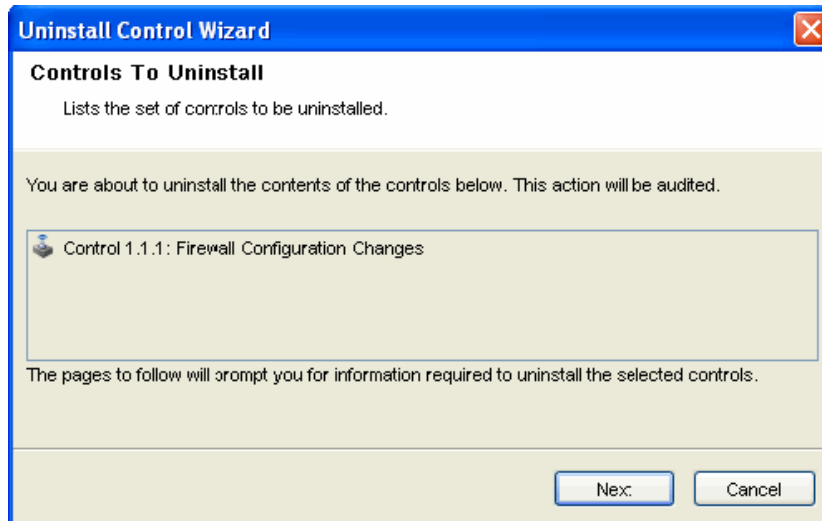 Uninstall Control Wizard
Controls To Uninstall
Lists the set of controls to be uninstalled.
You are about to uninstall the contents of the controls below. This action will be audited.
Control 1.1.1: Firewall Configuration Changes
The pages to follow will prompt you for information required to uninstall the selected controls.
Next
Cancel